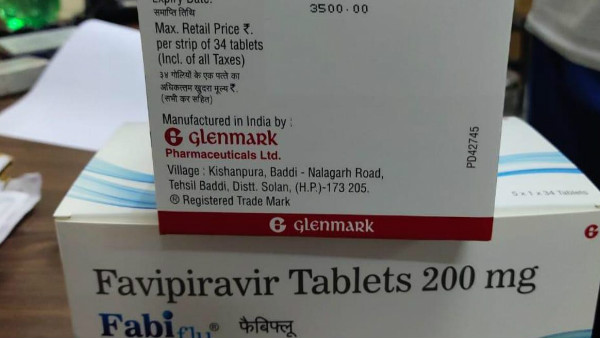 Expiry Date:
समाप्ति तिथि
3500.00
Max. Retail Price ₹.
per strip of 34 tablets
(Incl. of all Taxes)
३४ गोलियों के एक पत्ते का
अधिकतम खुदरा मूल्य ₹.
(सभी कर सहित)
Manufactured in India by :
glenmark
Pharmaceuticals Ltd.
Village : Kishanpura, Baddi - Nalagarh Road,
Tehsil Baddi, Distt. Solan, (H.P.)-173 205.
® Registered Trade Mark
PD42745
glenmark
5 x 1 x 34 Tablets
Favipiravir Tablets 200 mg
Fabiflu® फैबिफ्लू